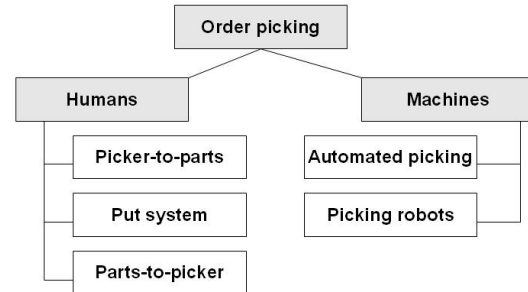 Order picking
Humans
Machines
Picker-to-parts
Automated picking
Put system
Picking robots
Parts-to-picker